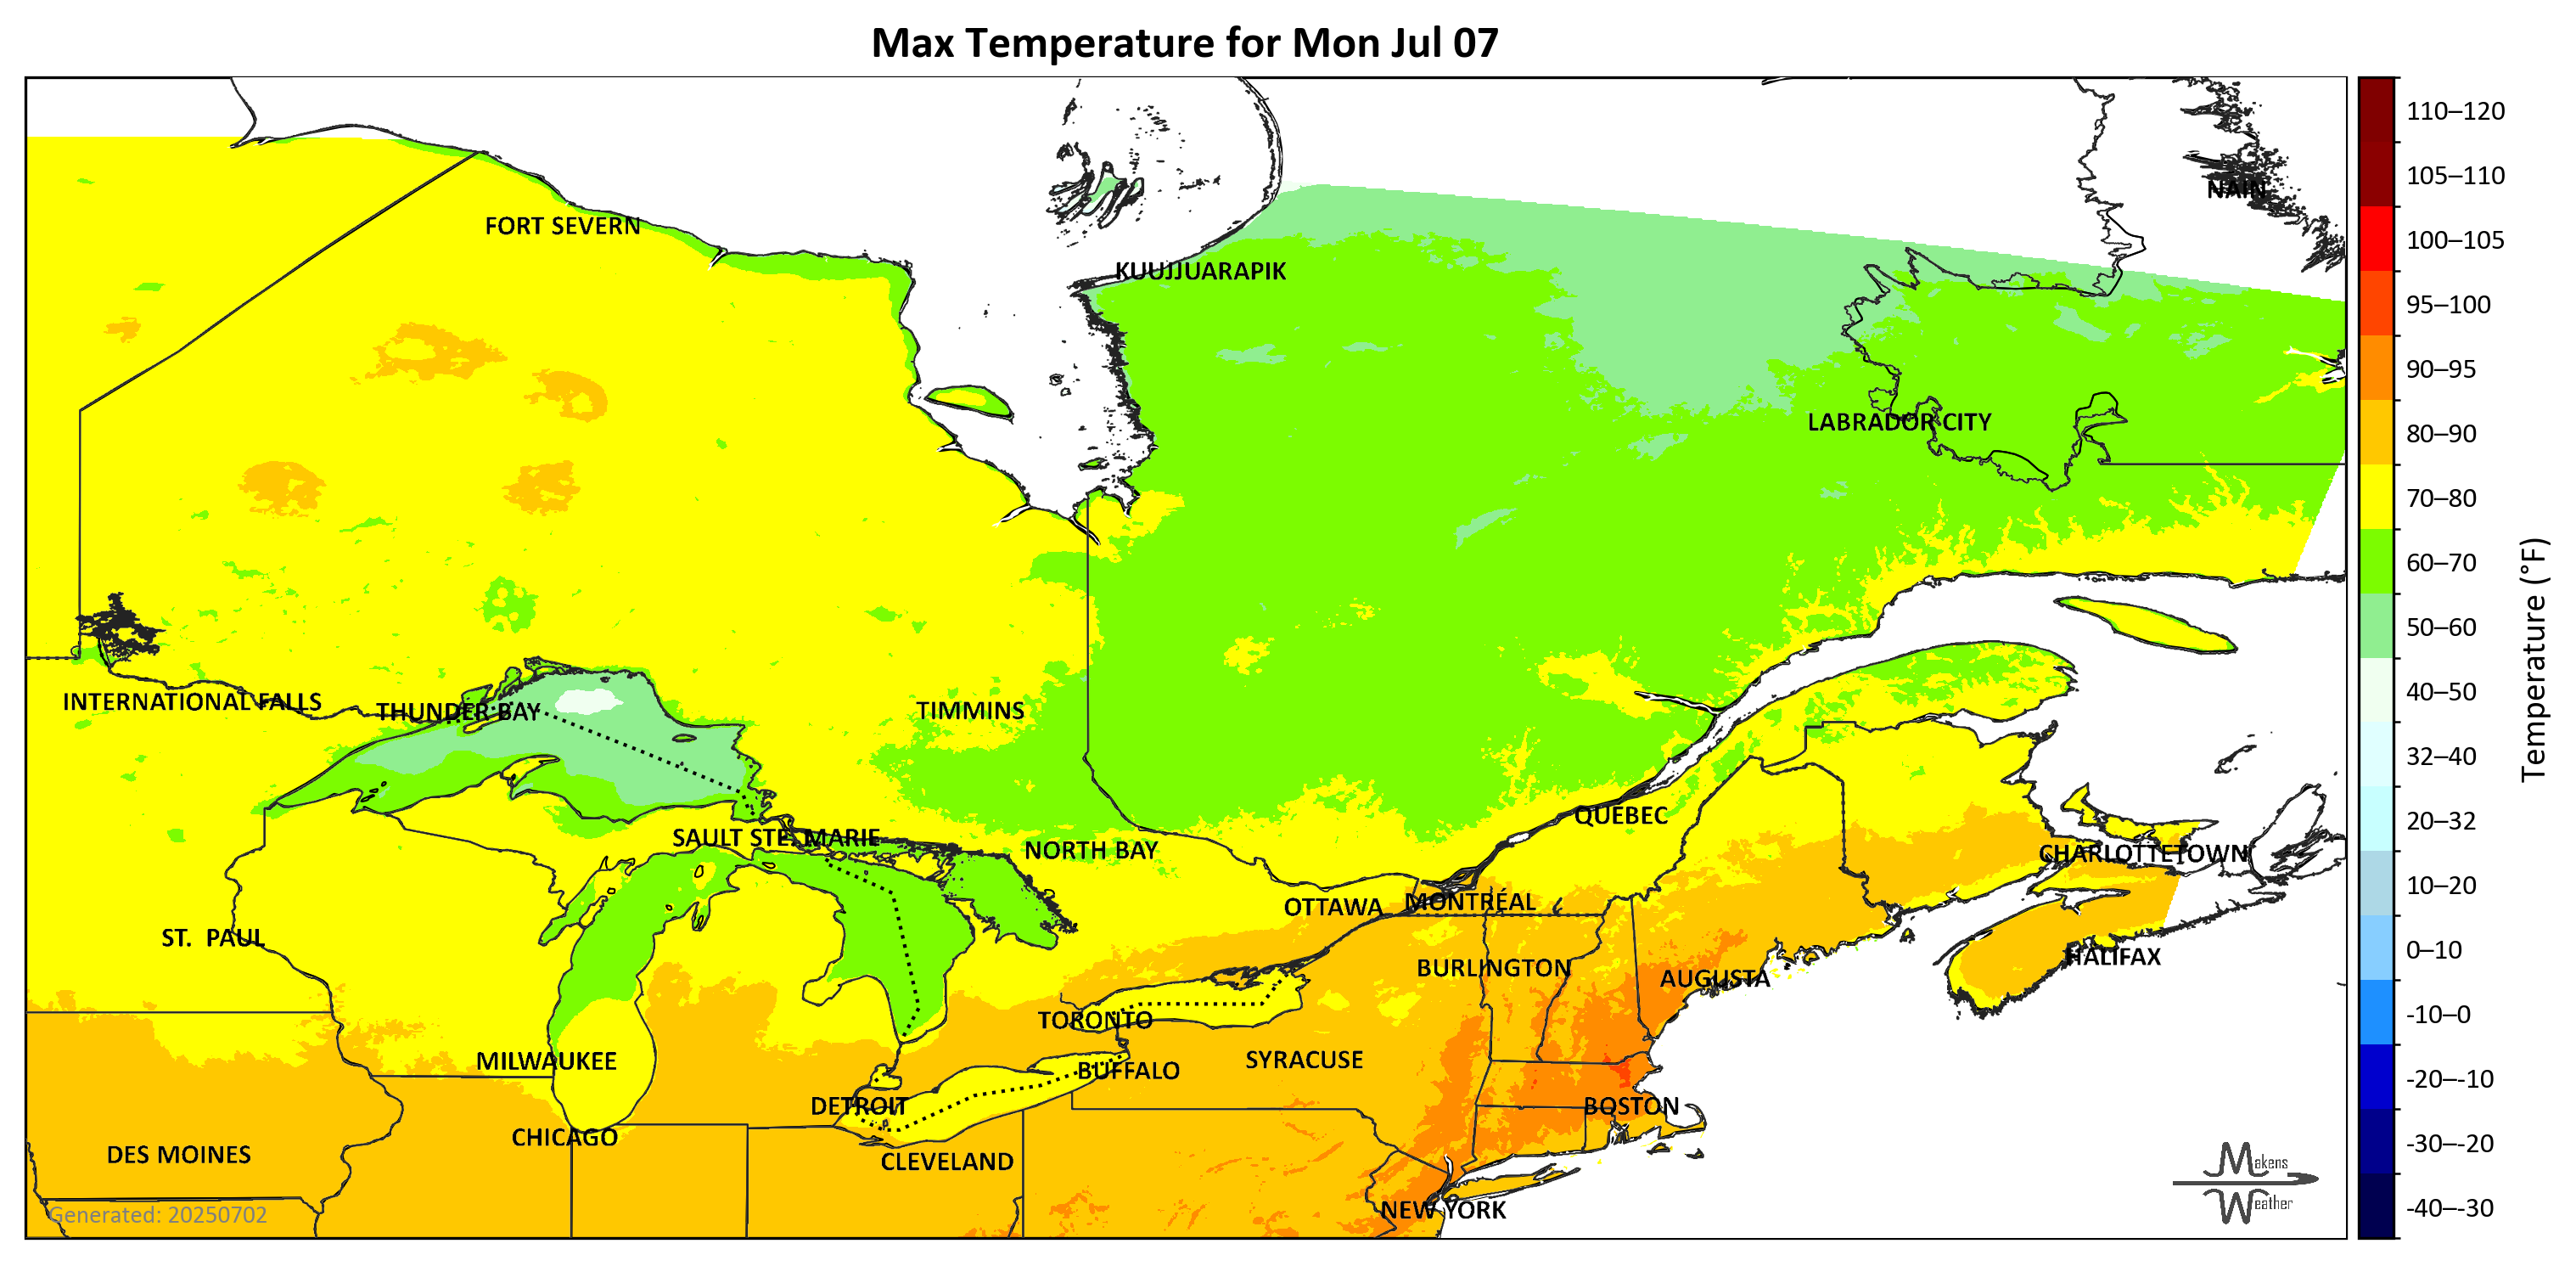 Max Temperature for Mon Jul 07
NAIN
FORT SEVERN
KUUJJUARAPIK
LABRADOR CITY
INTERNATIONAL FALLS
THUNDER BAY
TIMMINS
QUEBEC
SAULT STE. MARIE
NORTH BAY
CHARLOTTETOWN
OTTAWA
MONTRÉAL
ST. PAUL
HALIFAX
BURLINGTON
AUGUSTA
TORONTO
MILWAUKEE
BUFFALO
SYRACUSE
DETROIT
BOSTON
CHICAGO
DES MOINES
CLEVELAND
NEW YORK
Generated: 20250702
Makens
Weather
110–120
105–110
100–105
95–100
90–95
80–90
70–80
60–70
50–60
40–50
32–40
20–32
10–20
0–10
-10–0
-20–-10
-30–-20
-40–-30
Temperature (°F)